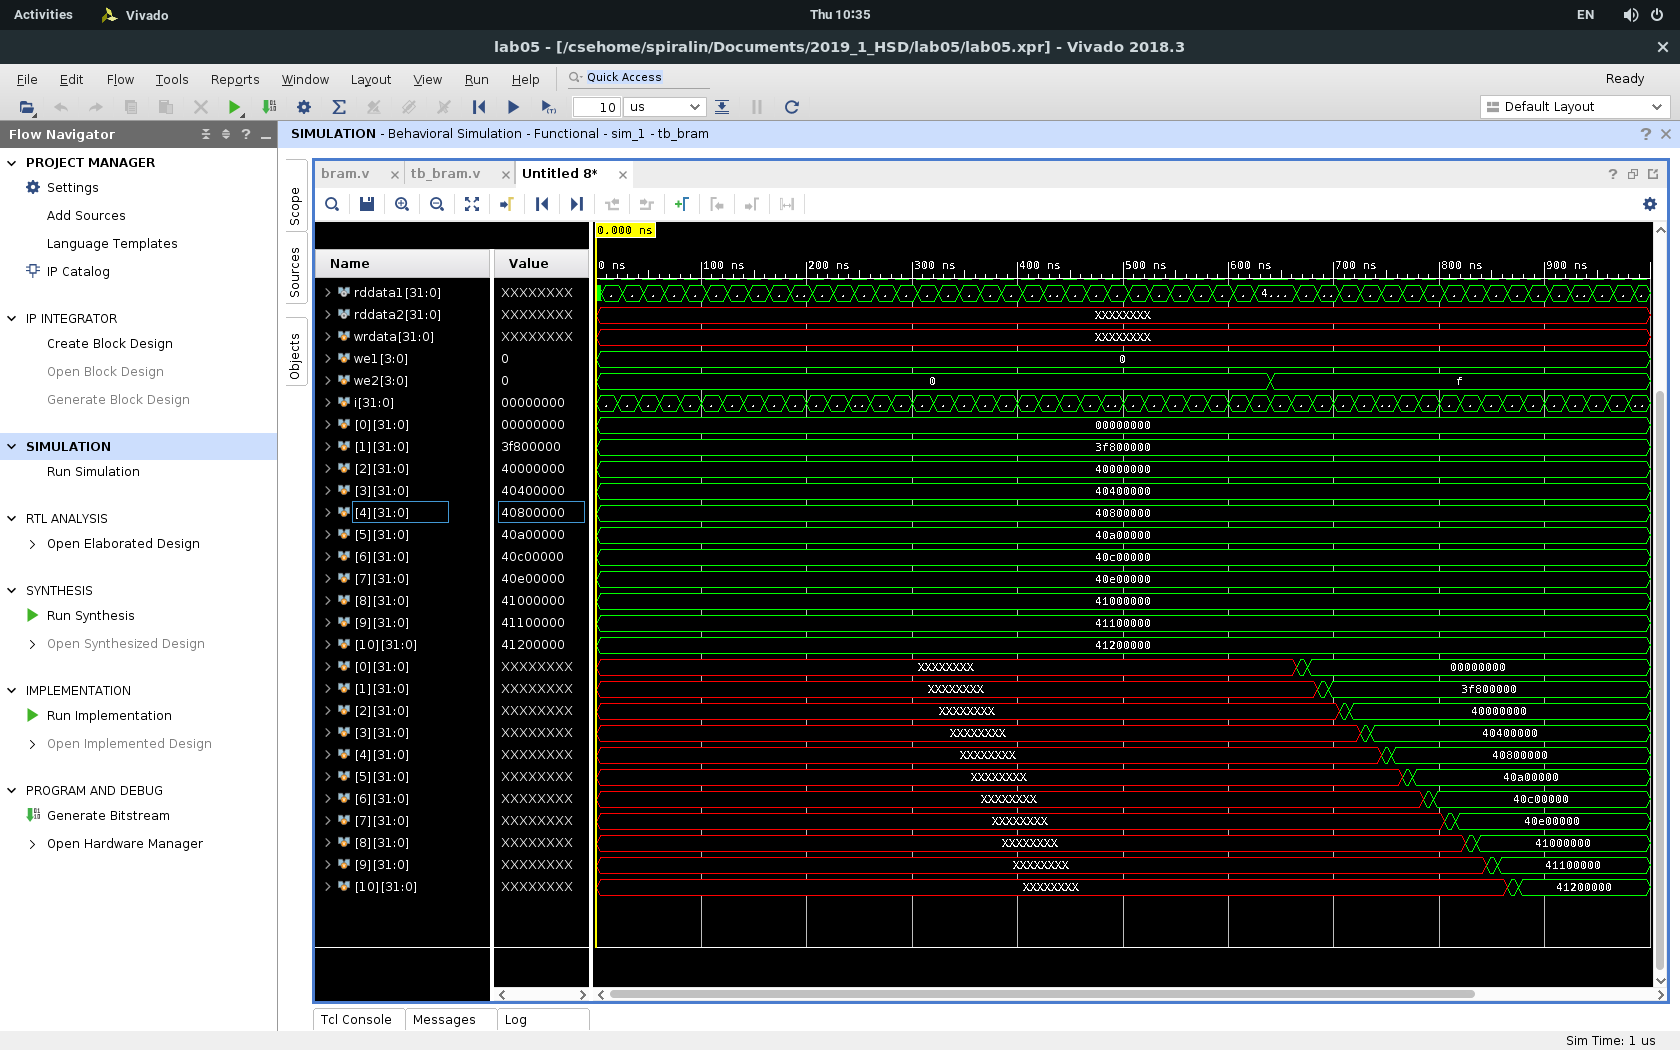 Activities Vivado Thu 10:35 EN
lab05 - [/csehome/spiralin/Documents/2019_1_HSD/lab05/lab05.xpr] - Vivado 2018.3
File Edit Flow Tools Reports Window Layout View Run Help Quick Access Ready
10 us Default Layout
Flow Navigator
SIMULATION - Behavioral Simulation - Functional - sim_1 - tb_bram
PROJECT MANAGER
Settings
Add Sources
Language Templates
IP Catalog
IP INTEGRATOR
Create Block Design
Open Block Design
Generate Block Design
SIMULATION
Run Simulation
RTL ANALYSIS
Open Elaborated Design
SYNTHESIS
Run Synthesis
Open Synthesized Design
IMPLEMENTATION
Run Implementation
Open Implemented Design
PROGRAM AND DEBUG
Generate Bitstream
Open Hardware Manager
Scope
Sources
Objects
bram.v tb_bram.v Untitled 8*
0.000 ns
Name Value
0 ns 100 ns 200 ns 300 ns 400 ns 500 ns 600 ns 700 ns 800 ns 900 ns
rddata1[31:0] XXXXXXXX 4...
rddata2[31:0] XXXXXXXX XXXXXXXX
wrdata[31:0] XXXXXXXX XXXXXXXX
we1[3:0] 0 0
we2[3:0] 0 0 f
i[31:0] 00000000
[0][31:0] 00000000 00000000
[1][31:0] 3f800000 3f800000
[2][31:0] 40000000 40000000
[3][31:0] 40400000 40400000
[4][31:0] 40800000 40800000
[5][31:0] 40a00000 40a00000
[6][31:0] 40c00000 40c00000
[7][31:0] 40e00000 40e00000
[8][31:0] 41000000 41000000
[9][31:0] 41100000 41100000
[10][31:0] 41200000 41200000
[0][31:0] XXXXXXXX XXXXXXXX 00000000
[1][31:0] XXXXXXXX XXXXXXXX 3f800000
[2][31:0] XXXXXXXX XXXXXXXX 40000000
[3][31:0] XXXXXXXX XXXXXXXX 40400000
[4][31:0] XXXXXXXX XXXXXXXX 40800000
[5][31:0] XXXXXXXX XXXXXXXX 40a00000
[6][31:0] XXXXXXXX XXXXXXXX 40c00000
[7][31:0] XXXXXXXX XXXXXXXX 40e00000
[8][31:0] XXXXXXXX XXXXXXXX 41000000
[9][31:0] XXXXXXXX XXXXXXXX 41100000
[10][31:0] XXXXXXXX XXXXXXXX 41200000
Tcl Console Messages Log
Sim Time: 1 us